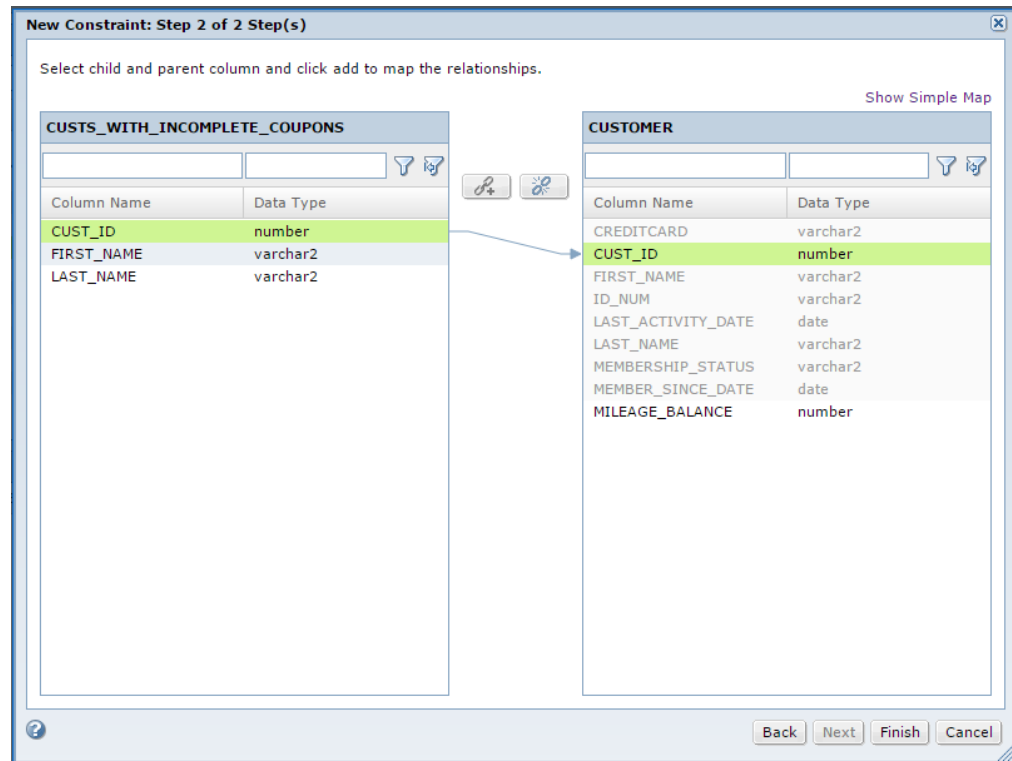 New Constraint: Step 2 of 2 Step(s)
Select child and parent column and click add to map the relationships.
Show Simple Map
CUSTS_WITH_INCOMPLETE_COUPONS
Column Name Data Type
CUST_ID number
FIRST_NAME varchar2
LAST_NAME varchar2
CUSTOMER
Column Name Data Type
CREDITCARD varchar2
CUST_ID number
FIRST_NAME varchar2
ID_NUM varchar2
LAST_ACTIVITY_DATE date
LAST_NAME varchar2
MEMBERSHIP_STATUS varchar2
MEMBER_SINCE_DATE date
MILEAGE_BALANCE number
? Back Next Finish Cancel